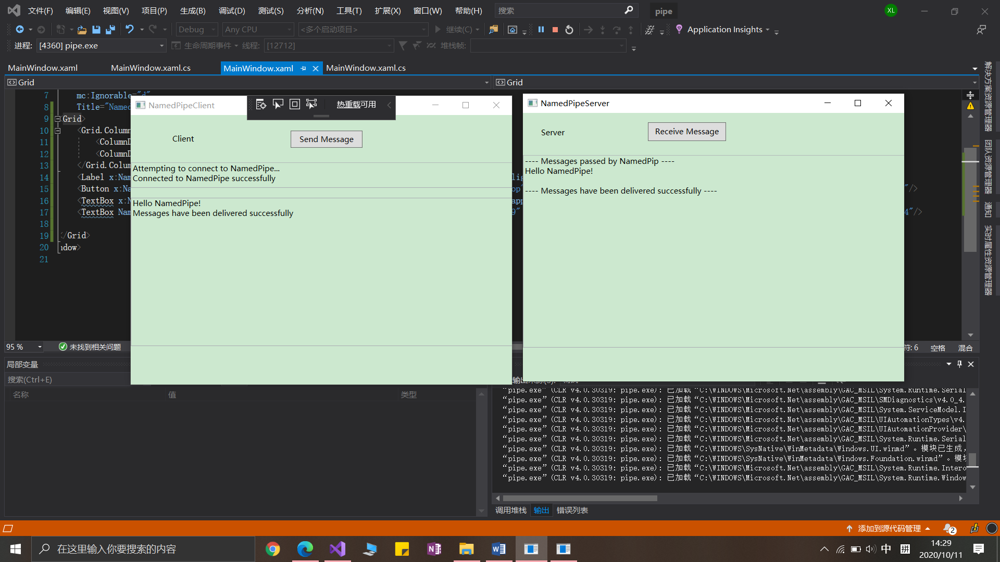 文件(F) 编辑(E) 视图(V) 项目(P) 生成(B) 调试(D) 测试(S) 分析(N) 工具(T) 扩展(X) 窗口(W) 帮助(H) 搜索 pipe XL
Debug Any CPU <多个启动项目> 继续(C) Application Insights
进程: [4360] pipe.exe 生命周期事件 线程: [12712] 堆栈帧:
MainWindow.xaml MainWindow.xaml.cs MainWindow.xaml MainWindow.xaml.cs
Grid Grid
7 mc:Ignorable="d"
8 Title="Named
9 Grid>
10 <Grid.Column
11 <ColumnD
12 <ColumnD
13 </Grid.Colum
14 <Label x:Nam
15 <Button x:Na
16 <TextBox x:N
17 <TextBox Nam
18
19 </Grid>
20 ndow>
21
NamedPipeClient
热重载可用
Client
Send Message
Attempting to connect to NamedPipe...
Connected to NamedPipe successfully
Hello NamedPipe!
Messages have been delivered successfully
NamedPipeServer
Server
Receive Message
---- Messages passed by NamedPip ----
Hello NamedPipe!
---- Messages have been delivered successfully ----
lig
op"
"/>
app
9"
4"/>
解决方案资源管理器
团队资源管理器
通知
实时属性资源管理器
95 % 未找到相关问题
符: 6 空格 混合
局部变量
搜索(Ctrl+E)
名称 值 类型
“pipe.exe”(CLR v4.0.30319: pipe.exe): 已加载“C:\WINDOWS\Microsoft.Net\assembly\GAC_MSIL\System.Runtime.Serial
“pipe.exe”(CLR v4.0.30319: pipe.exe): 已加载“C:\WINDOWS\Microsoft.Net\assembly\GAC_MSIL\SMDiagnostics\v4.0_4.
“pipe.exe”(CLR v4.0.30319: pipe.exe): 已加载“C:\WINDOWS\Microsoft.Net\assembly\GAC_MSIL\System.ServiceModel.I
“pipe.exe”(CLR v4.0.30319: pipe.exe): 已加载“C:\WINDOWS\Microsoft.Net\assembly\GAC_MSIL\UIAutomationTypes\v4.
“pipe.exe”(CLR v4.0.30319: pipe.exe): 已加载“C:\WINDOWS\Microsoft.Net\assembly\GAC_MSIL\UIAutomationProvider\
“pipe.exe”(CLR v4.0.30319: pipe.exe): 已加载“C:\WINDOWS\Microsoft.Net\assembly\GAC_MSIL\System.Runtime.Serial
“pipe.exe”(CLR v4.0.30319: pipe.exe): 已加载“C:\WINDOWS\SysNative\WinMetadata\Windows.UI.winmd”。模块已生成，
“pipe.exe”(CLR v4.0.30319: pipe.exe): 已加载“C:\WINDOWS\SysNative\WinMetadata\Windows.Foundation.winmd”。模块
“pipe.exe”(CLR v4.0.30319: pipe.exe): 已加载“C:\WINDOWS\Microsoft.Net\assembly\GAC_MSIL\System.Runtime.Intero
“pipe.exe”(CLR v4.0.30319: pipe.exe): 已加载“C:\WINDOWS\Microsoft.Net\assembly\GAC_MSIL\System.Runtime.Window
调用堆栈 输出 错误列表
添加到源代码管理 2
在这里输入你要搜索的内容
中 拼 14:29
2020/10/11